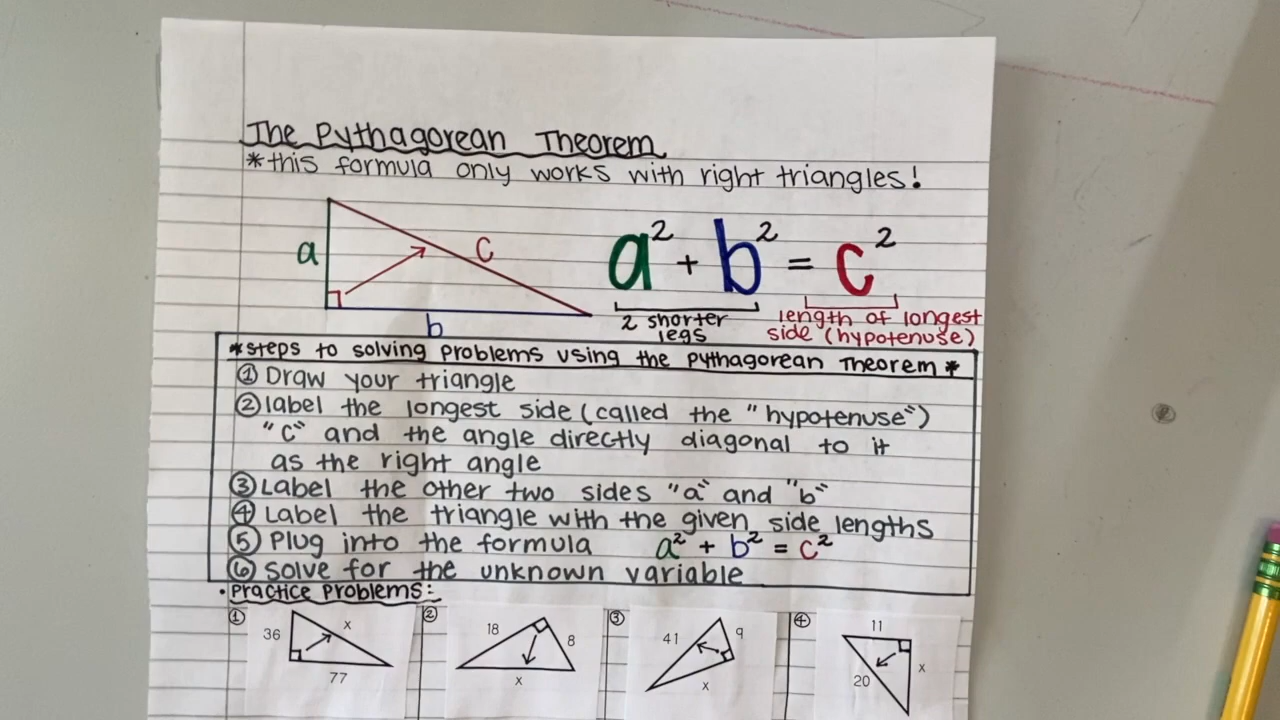 The Pythagorean Theorem
*this formula only works with right triangles!
a c b
a² + b² = c²
2 shorter legs
length of longest side (hypotenuse)
*steps to solving problems using the Pythagorean Theorem*
① Draw your triangle
② label the longest side (called the "hypotenuse")
"c" and the angle directly diagonal to it
as the right angle
③ Label the other two sides "a" and "b"
④ Label the triangle with the given side lengths
⑤ Plug into the formula a² + b² = c²
⑥ solve for the unknown variable
• Practice Problems:
① 36 x 77
② 18 8 x
③ 41 9 x
④ 11 x 20